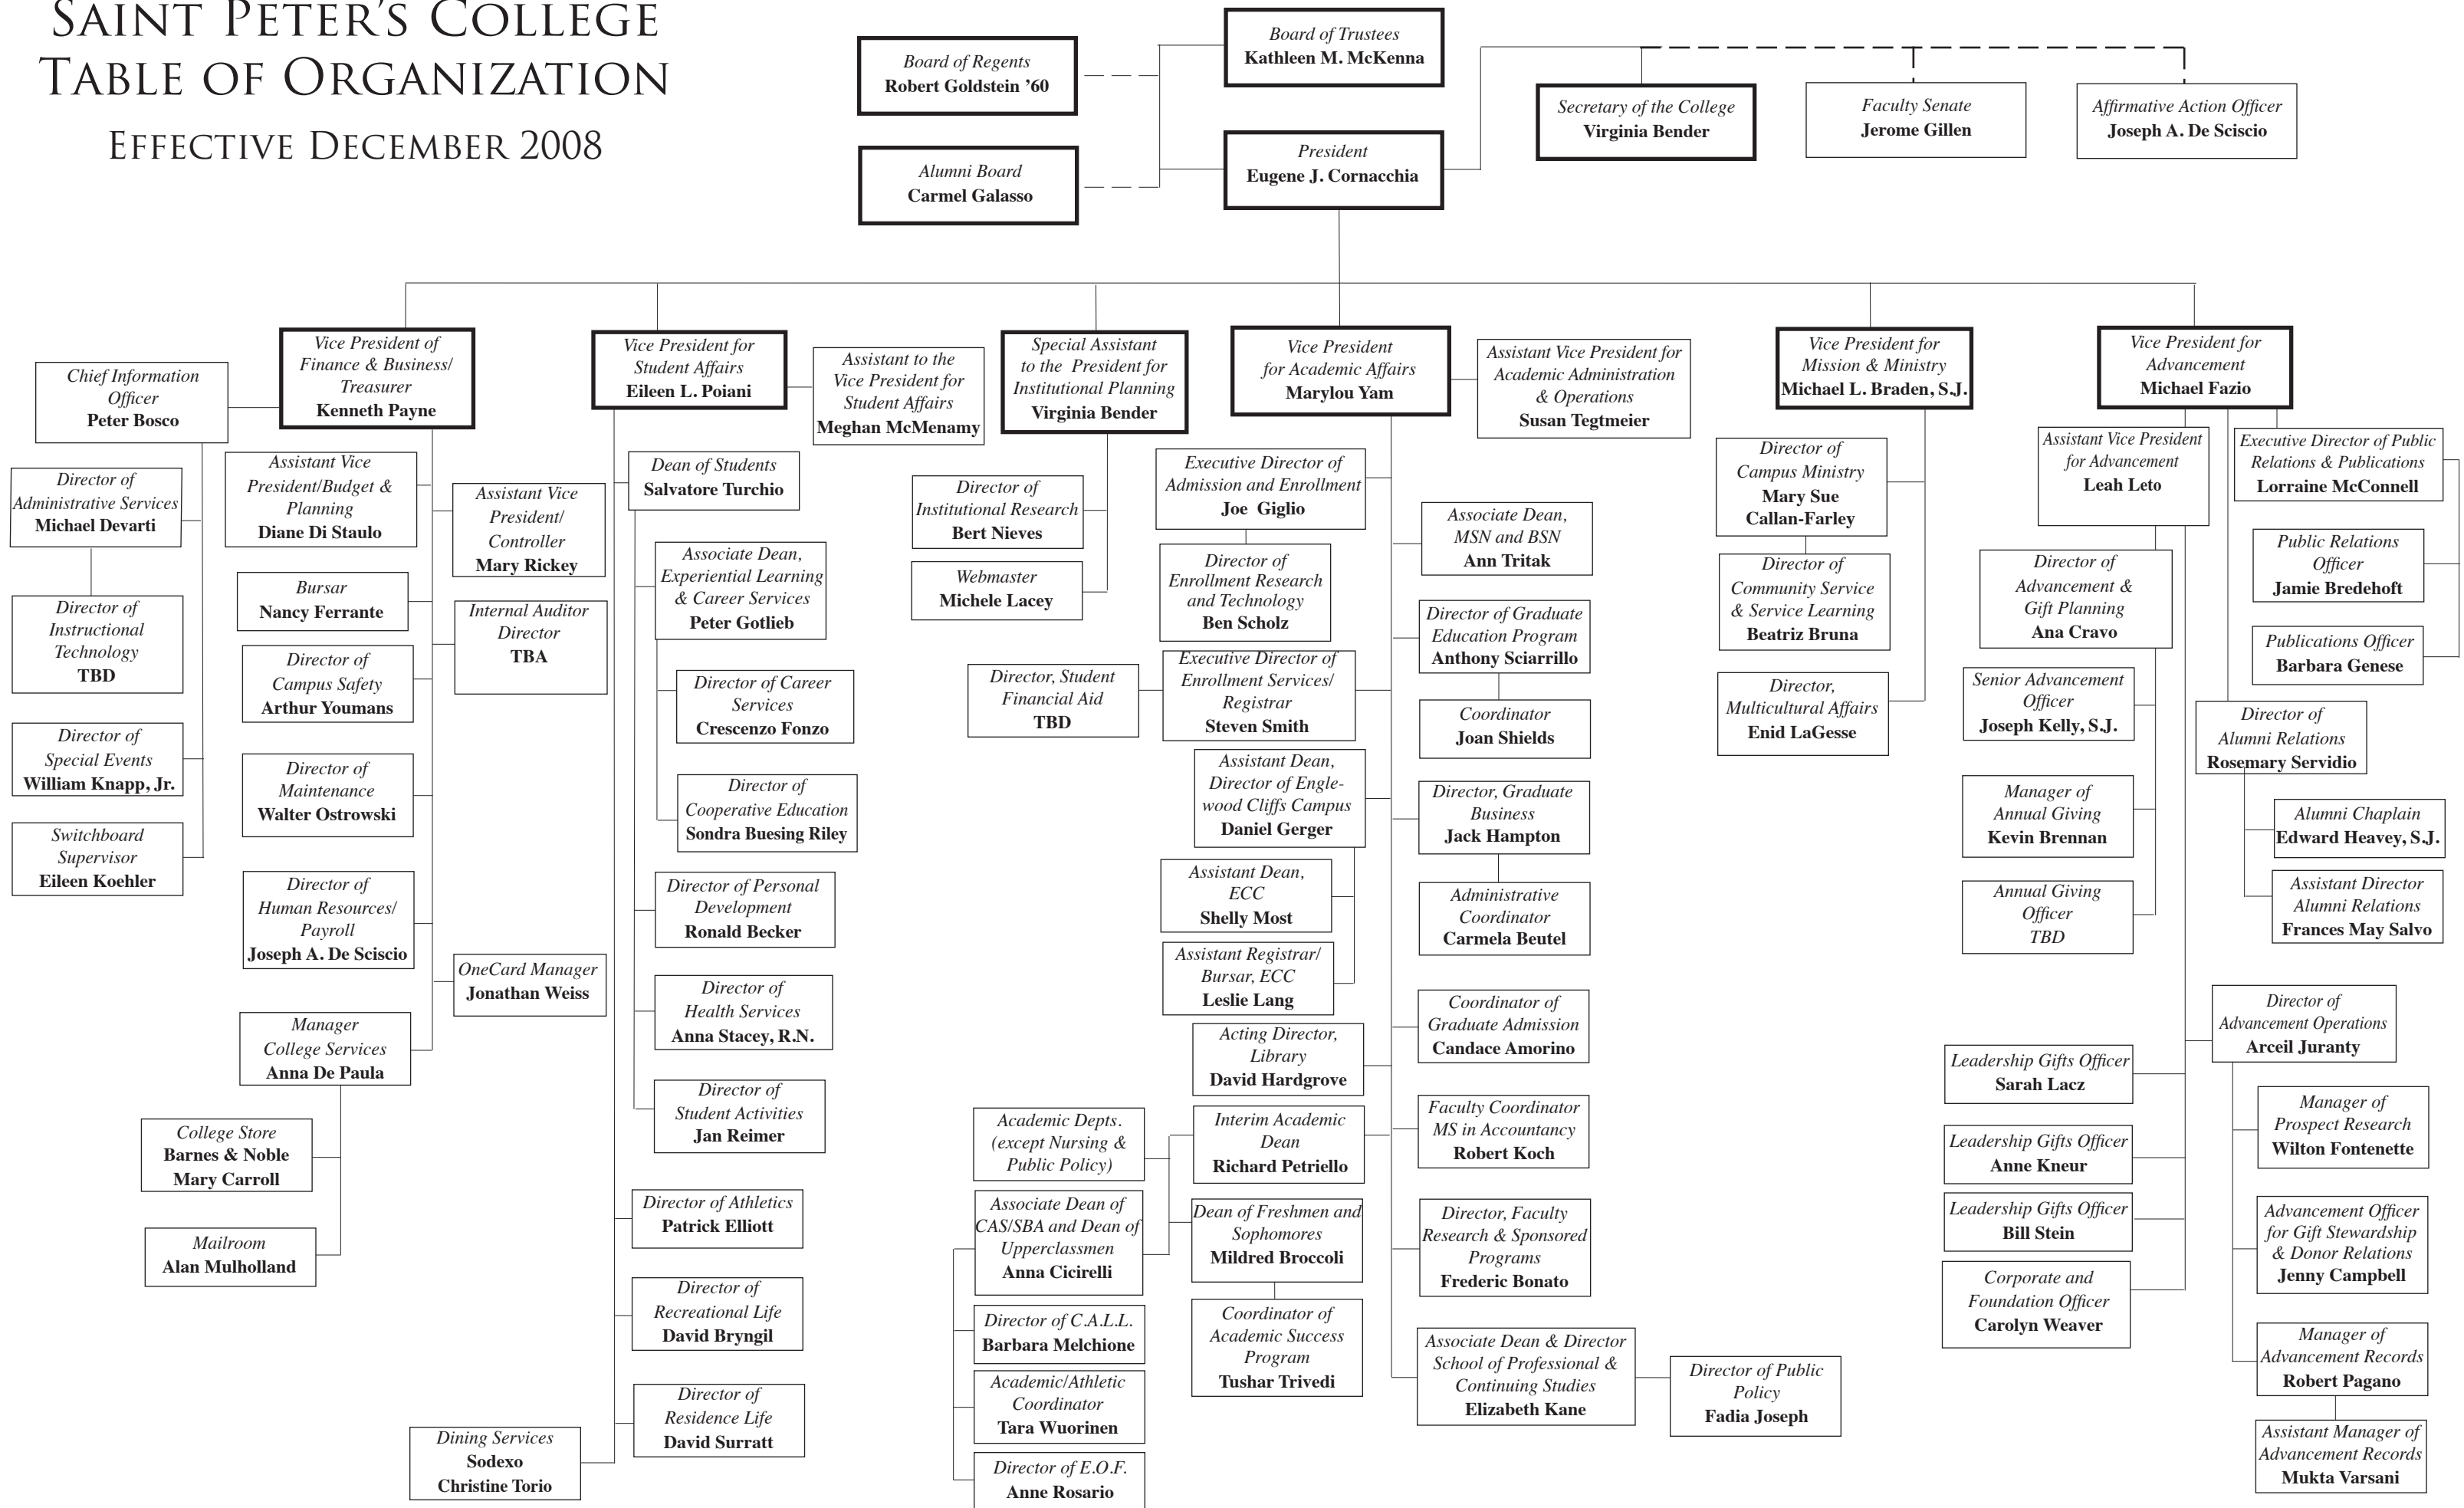 SAINT PETER'S COLLEGE
TABLE OF ORGANIZATION
EFFECTIVE DECEMBER 2008
Board of Regents
Robert Goldstein ’60
Alumni Board
Carmel Galasso
Board of Trustees
Kathleen M. McKenna
President
Eugene J. Cornacchia
Secretary of the College
Virginia Bender
Faculty Senate
Jerome Gillen
Affirmative Action Officer
Joseph A. De Sciscio
Chief Information
Officer
Peter Bosco
Vice President of
Finance & Business/
Treasurer
Kenneth Payne
Director of
Administrative Services
Michael Devarti
Director of
Instructional
Technology
TBD
Director of
Special Events
William Knapp, Jr.
Switchboard
Supervisor
Eileen Koehler
Assistant Vice
President/Budget &
Planning
Diane Di Staulo
Assistant Vice
President/
Controller
Mary Rickey
Bursar
Nancy Ferrante
Internal Auditor
Director
TBA
Director of
Campus Safety
Arthur Youmans
Director of
Maintenance
Walter Ostrowski
Director of
Human Resources/
Payroll
Joseph A. De Sciscio
OneCard Manager
Jonathan Weiss
Manager
College Services
Anna De Paula
College Store
Barnes & Noble
Mary Carroll
Mailroom
Alan Mulholland
Vice President for
Student Affairs
Eileen L. Poiani
Assistant to the
Vice President for
Student Affairs
Meghan McMenamy
Dean of Students
Salvatore Turchio
Associate Dean,
Experiential Learning
& Career Services
Peter Gotlieb
Director of Career
Services
Crescenzo Fonzo
Director of
Cooperative Education
Sondra Buesing Riley
Director of Personal
Development
Ronald Becker
Director of
Health Services
Anna Stacey, R.N.
Director of
Student Activities
Jan Reimer
Director of Athletics
Patrick Elliott
Director of
Recreational Life
David Bryngil
Director of
Residence Life
David Surratt
Dining Services
Sodexo
Christine Torio
Special Assistant
to the President for
Institutional Planning
Virginia Bender
Director of
Institutional Research
Bert Nieves
Webmaster
Michele Lacey
Vice President
for Academic Affairs
Marylou Yam
Assistant Vice President for
Academic Administration
& Operations
Susan Tegtmeier
Executive Director of
Admission and Enrollment
Joe Giglio
Director of
Enrollment Research
and Technology
Ben Scholz
Director, Student
Financial Aid
TBD
Executive Director of
Enrollment Services/
Registrar
Steven Smith
Assistant Dean,
Director of Engle-
wood Cliffs Campus
Daniel Gerger
Assistant Dean,
ECC
Shelly Most
Assistant Registrar/
Bursar, ECC
Leslie Lang
Acting Director,
Library
David Hardgrove
Academic Depts.
(except Nursing &
Public Policy)
Interim Academic
Dean
Richard Petriello
Associate Dean of
CAS/SBA and Dean of
Upperclassmen
Anna Cicirelli
Dean of Freshmen and
Sophomores
Mildred Broccoli
Director of C.A.L.L.
Barbara Melchione
Coordinator of
Academic Success
Program
Tushar Trivedi
Academic/Athletic
Coordinator
Tara Wuorinen
Director of E.O.F.
Anne Rosario
Associate Dean,
MSN and BSN
Ann Tritak
Director of Graduate
Education Program
Anthony Sciarrillo
Coordinator
Joan Shields
Director, Graduate
Business
Jack Hampton
Administrative
Coordinator
Carmela Beutel
Coordinator of
Graduate Admission
Candace Amorino
Faculty Coordinator
MS in Accountancy
Robert Koch
Director, Faculty
Research & Sponsored
Programs
Frederic Bonato
Associate Dean & Director
School of Professional &
Continuing Studies
Elizabeth Kane
Director of Public
Policy
Fadia Joseph
Vice President for
Mission & Ministry
Michael L. Braden, S.J.
Director of
Campus Ministry
Mary Sue
Callan-Farley
Director of
Community Service
& Service Learning
Beatriz Bruna
Director,
Multicultural Affairs
Enid LaGesse
Vice President for
Advancement
Michael Fazio
Assistant Vice President
for Advancement
Leah Leto
Executive Director of Public
Relations & Publications
Lorraine McConnell
Public Relations
Officer
Jamie Bredehoft
Publications Officer
Barbara Genese
Director of
Advancement &
Gift Planning
Ana Cravo
Senior Advancement
Officer
Joseph Kelly, S.J.
Manager of
Annual Giving
Kevin Brennan
Annual Giving
Officer
TBD
Director of
Alumni Relations
Rosemary Servidio
Alumni Chaplain
Edward Heavey, S.J.
Assistant Director
Alumni Relations
Frances May Salvo
Director of
Advancement Operations
Arceil Juranty
Leadership Gifts Officer
Sarah Lacz
Leadership Gifts Officer
Anne Kneur
Leadership Gifts Officer
Bill Stein
Corporate and
Foundation Officer
Carolyn Weaver
Manager of
Prospect Research
Wilton Fontenette
Advancement Officer
for Gift Stewardship
& Donor Relations
Jenny Campbell
Manager of
Advancement Records
Robert Pagano
Assistant Manager of
Advancement Records
Mukta Varsani